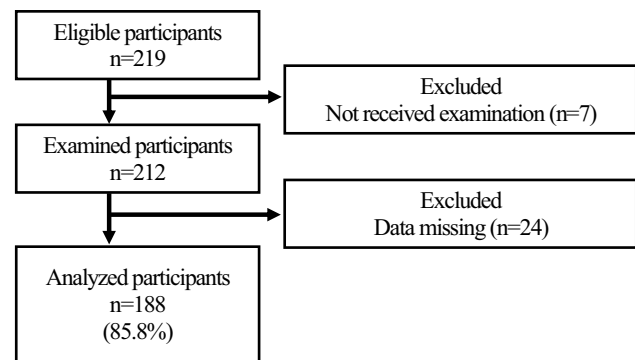 Eligible participants
n=219
Excluded
Not received examination (n=7)
Examined participants
n=212
Excluded
Data missing (n=24)
Analyzed participants
n=188
(85.8%)